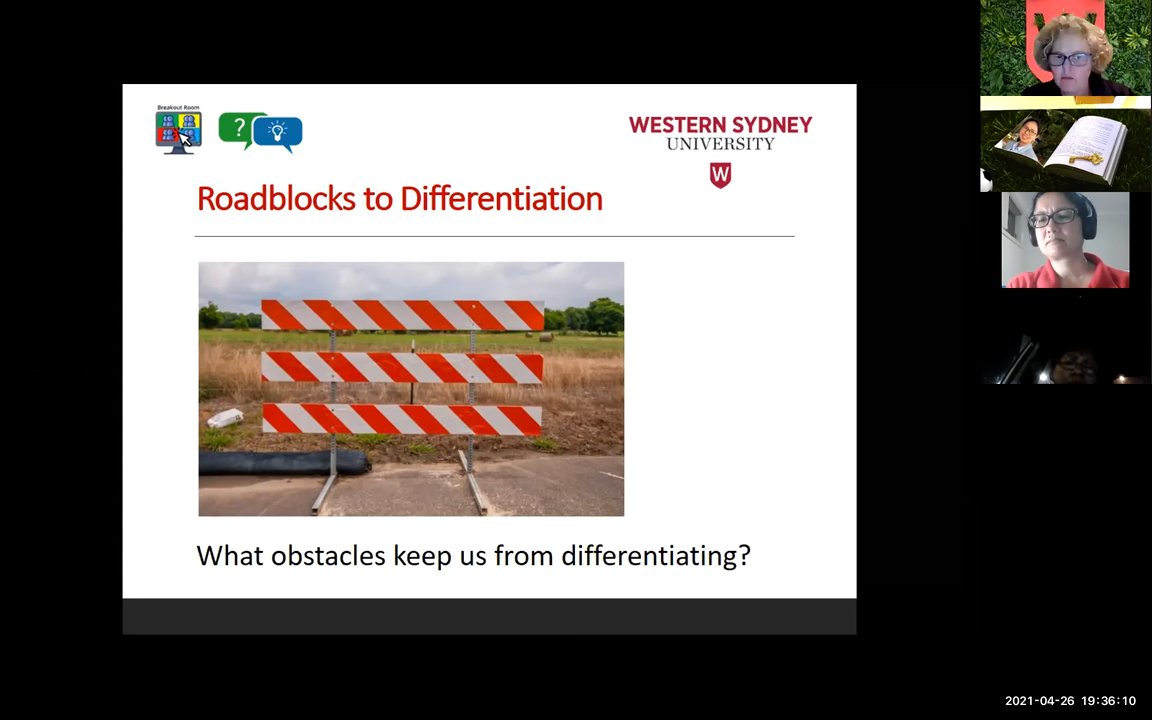 Breakout Room
?
WESTERN SYDNEY
UNIVERSITY
W
Roadblocks to Differentiation
What obstacles keep us from differentiating?
2021-04-26 19:36:10